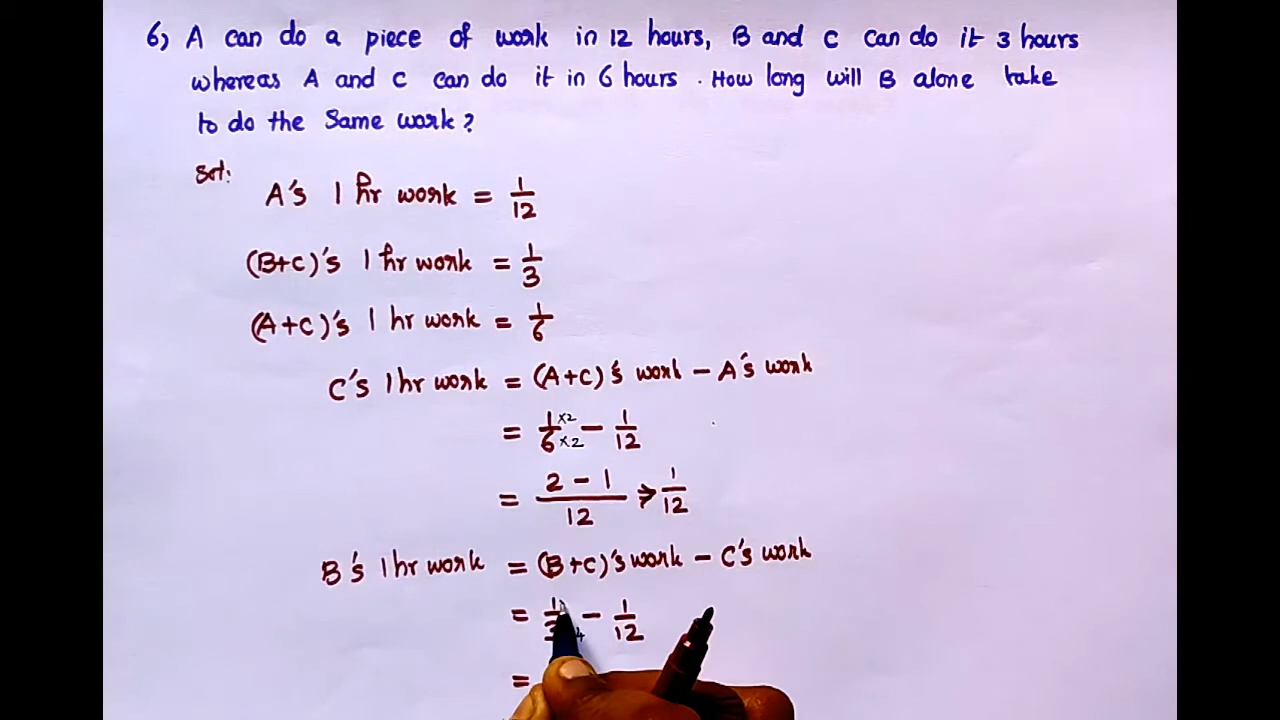 6) A can do a piece of work in 12 hours, B and C can do it 3 hours
whereas A and C can do it in 6 hours. How long will B alone take
to do the same work?
Sol:
A's 1 hr work = 1/12
(B+C)'s 1 hr work = 1/3
(A+C)'s 1 hr work = 1/6
C's 1 hr work = (A+C)'s work - A's work
= 1×2/6×2 - 1/12
= 2-1/12 ⇒ 1/12
B's 1 hr work = (B+C)'s work - C's work
= 1/3 4 - 1/12
=